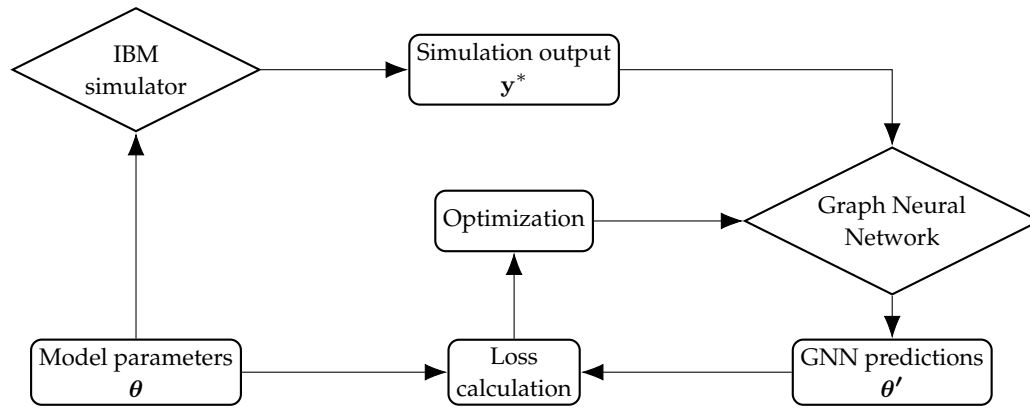 IBM
simulator
Simulation output
y*
Optimization
Graph Neural
Network
Model parameters
θ
Loss
calculation
GNN predictions
θ′